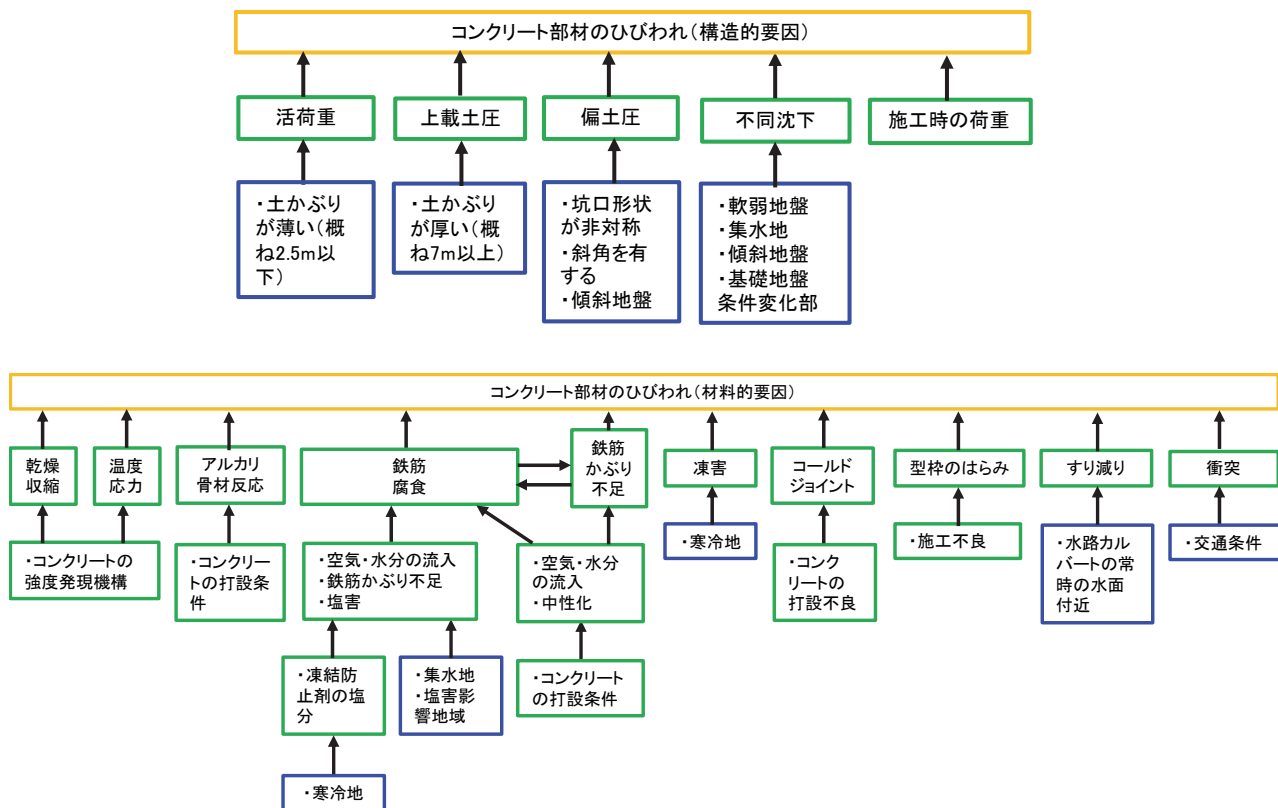 コンクリート部材のひびわれ(構造的要因)
活荷重
上載土圧
偏土圧
不同沈下
施工時の荷重
・土かぶり
が薄い(概
ね2.5m以
下)
・土かぶり
が厚い(概
ね7m以上)
・坑口形状
が非対称
・斜角を有
する
・傾斜地盤
・軟弱地盤
・集水地
・傾斜地盤
・基礎地盤
条件変化部
コンクリート部材のひびわれ(材料的要因)
乾燥
収縮
温度
応力
アルカリ
骨材反応
鉄筋
腐食
鉄筋
かぶり
不足
凍害
コールド
ジョイント
型枠のはらみ
すり減り
衝突
・コンクリートの
強度発現機構
・コンクリー
トの打設条
件
・空気・水分の流入
・鉄筋かぶり不足
・塩害
・空気・水分
の流入
・中性化
・寒冷地
・コンク
リートの
打設不良
・施工不良
・水路カル
バートの常
時の水面
付近
・交通条件
・凍結防
止剤の塩
分
・集水地
・塩害影
響地域
・コンクリート
の打設条件
・寒冷地